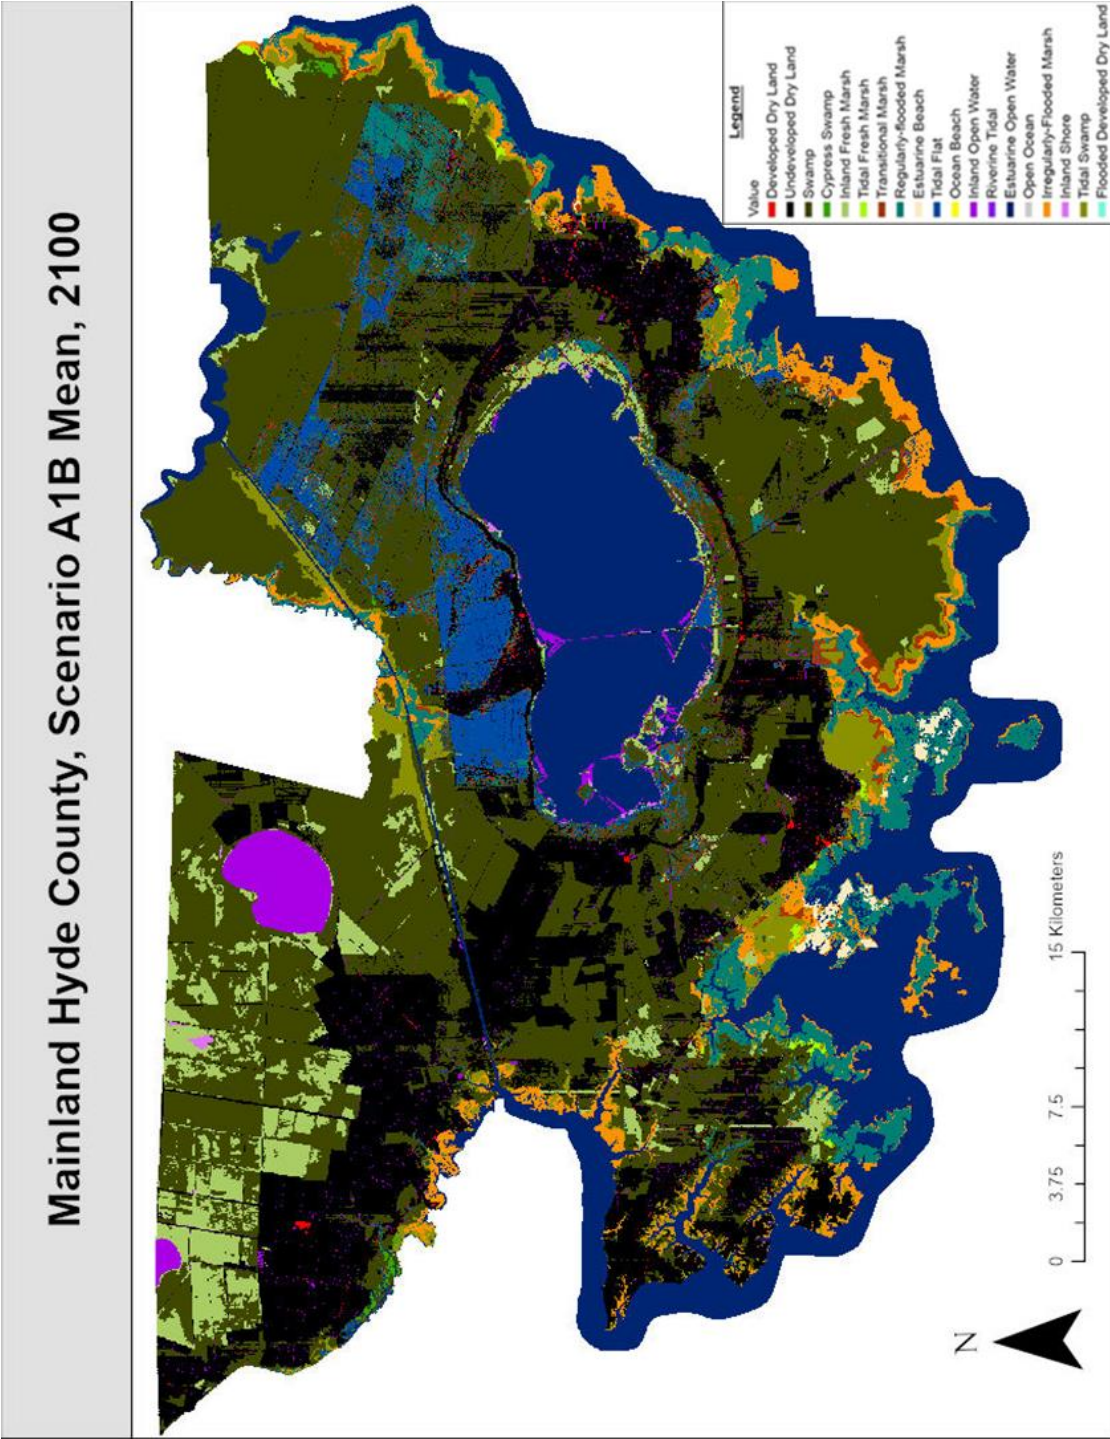 Mainland Hyde County, Scenario A1B Mean, 2100
Legend
Value
Developed Dry Land
Undeveloped Dry Land
Swamp
Cypress Swamp
Inland Fresh Marsh
Tidal Fresh Marsh
Transitional Marsh
Regularly-flooded Marsh
Estuarine Beach
Tidal Flat
Ocean Beach
Inland Open Water
Riverine Tidal
Estuarine Open Water
Open Ocean
Irregularly-Flooded Marsh
Inland Shore
Tidal Swamp
Flooded Developed Dry Land
N
0 3.75 7.5 15 Kilometers